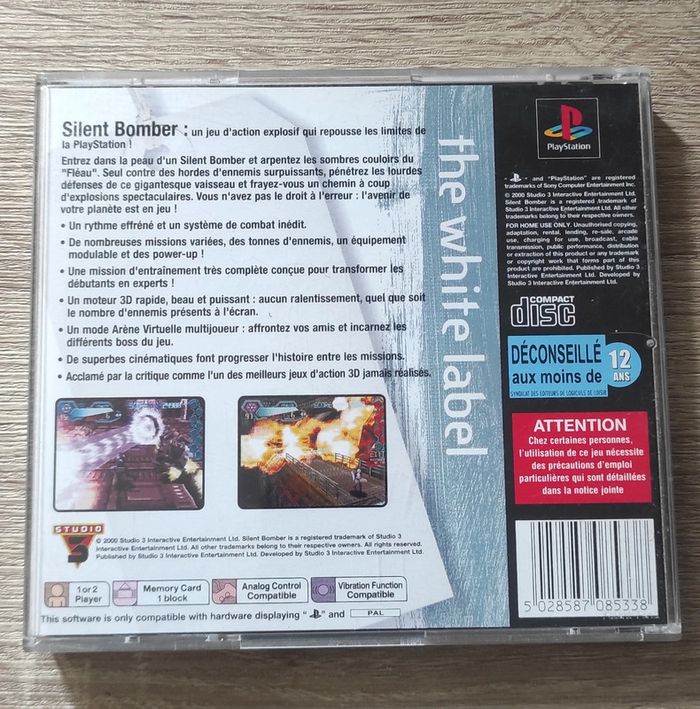 Silent Bomber : un jeu d'action explosif qui repousse les limites de
la PlayStation !
Entrez dans la peau d'un Silent Bomber et arpentez les sombres couloirs du
"Fléau". Seul contre des hordes d'ennemis surpuissants, pénétrez les lourdes
défenses de ce gigantesque vaisseau et frayez-vous un chemin à coup
d'explosions spectaculaires. Vous n'avez pas le droit à l'erreur : l'avenir de
votre planète est en jeu !
• Un rythme effréné et un système de combat inédit.
• De nombreuses missions variées, des tonnes d'ennemis, un équipement
modulable et des power-up !
• Une mission d'entraînement très complète conçue pour transformer les
débutants en experts !
• Un moteur 3D rapide, beau et puissant : aucun ralentissement, quel que soit
le nombre d'ennemis présents à l'écran.
• Un mode Arène Virtuelle multijoueur : affrontez vos amis et incarnez les
différents boss du jeu.
• De superbes cinématiques font progresser l'histoire entre les missions.
• Acclamé par la critique comme l'un des meilleurs jeux d'action 3D jamais réalisés.
STUDIO
3
© 2000 Studio 3 Interactive Entertainment Ltd. Silent Bomber is a registered trademark of Studio 3
Interactive Entertainment Ltd. All other trademarks belong to their respective owners. All rights reserved.
Published by Studio 3 Interactive Entertainment Ltd. Developed by Studio 3 Interactive Entertainment Ltd.
1 or 2
Player
Memory Card
1 block
Analog Control
Compatible
Vibration Function
Compatible
This software is only compatible with hardware displaying " " and PAL
the white label
PlayStation
and "PlayStation" are registered
trademarks of Sony Computer Entertainment Inc.
© 2000 Studio 3 Interactive Entertainment Ltd.
Silent Bomber is a registered trademark of
Studio 3 Interactive Entertainment Ltd. All other
trademarks belong to their respective owners.
FOR HOME USE ONLY. Unauthorised copying,
adaptation, rental, lending, re-sale, arcade
use, charging for use, broadcast, cable
transmission, public performance, distribution
or extraction of this product or any trademark
or copyright work that forms part of this
product are prohibited. Published by Studio 3
Interactive Entertainment Ltd. Developed by
Studio 3 Interactive Entertainment Ltd.
COMPACT
disc
DÉCONSEILLÉ
aux moins de
12
ANS
SYNDICAT DES EDITEURS DE LOGICIELS DE LOISIR
ATTENTION
Chez certaines personnes,
l'utilisation de ce jeu nécessite
des précautions d'emploi
particulières qui sont détaillées
dans la notice jointe
5 028587 085338